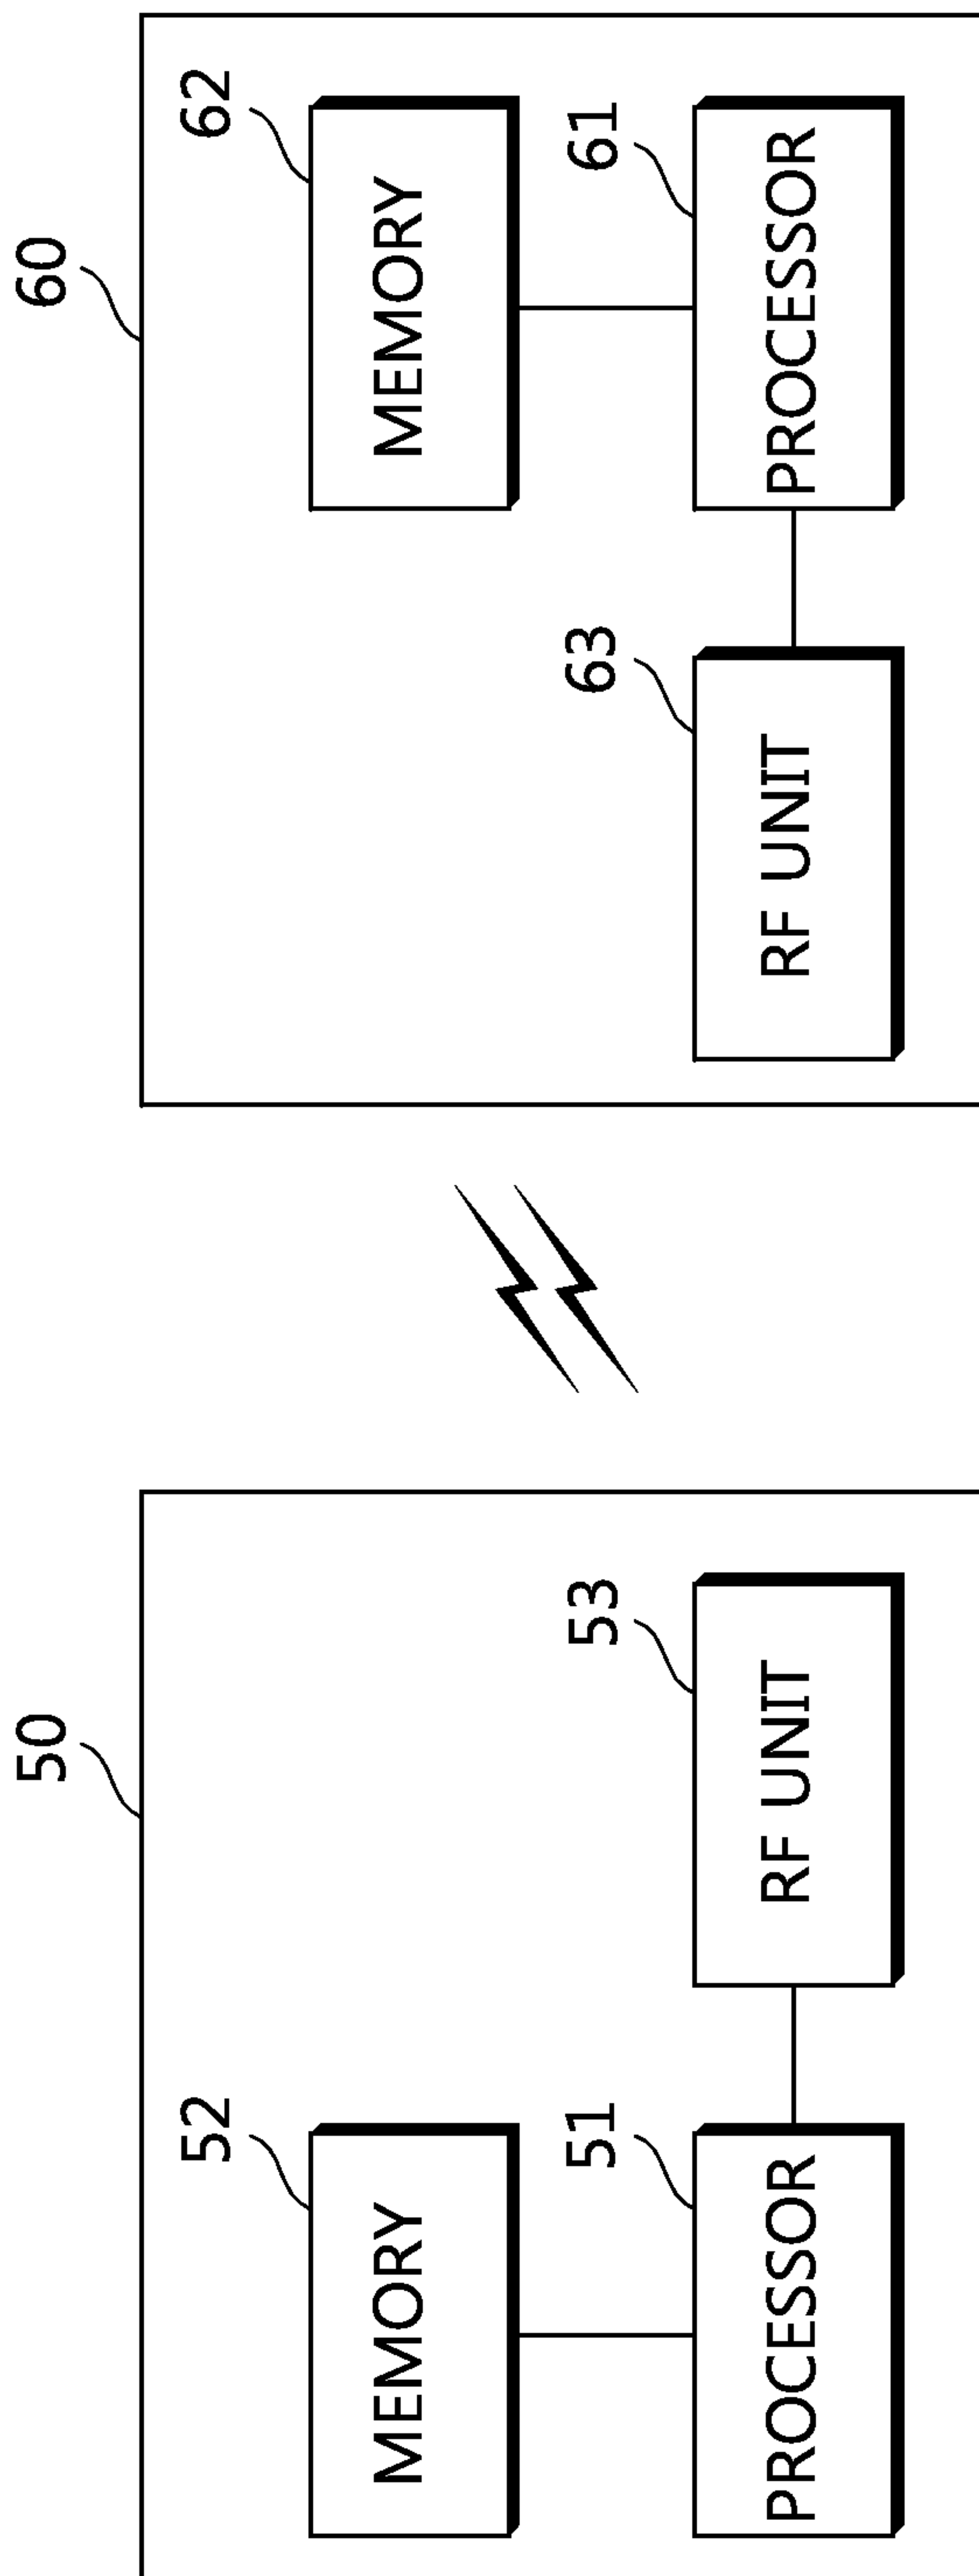 50
60
52
MEMORY
62
MEMORY
51
PROCESSOR
53
RF UNIT
63
RF UNIT
61
PROCESSOR